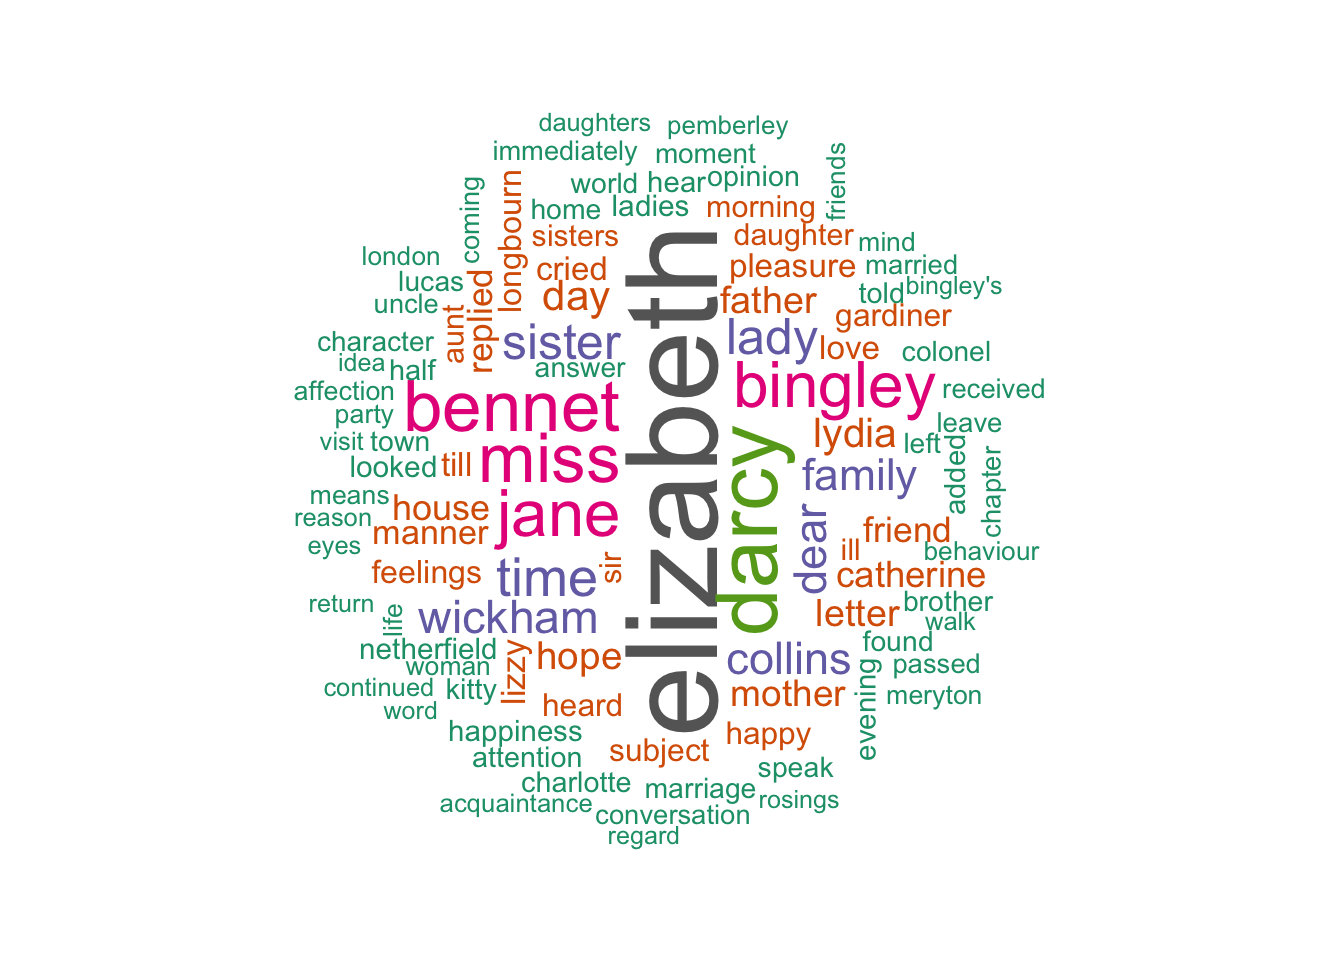 daughters
pemberley
immediately
moment
friends
world
hear
opinion
coming
longbourn
home
ladies
morning
sisters
elizabeth
daughter
mind
london
cried
pleasure
married
lucas
replied
day
father
told
bingley's
uncle
aunt
gardiner
character
sister
lady
love
colonel
idea
half
answer
affection
bennet
bingley
received
party
lydia
leave
visit
town
miss
darcy
left
looked
till
family
added
chapter
means
house
jane
reason
manner
dear
friend
eyes
ill
behaviour
feelings
time
sir
catherine
return
life
wickham
letter
brother
walk
netherfield
lizzy
hope
collins
found
woman
passed
continued
kitty
mother
evening
meryton
word
heard
happiness
happy
attention
subject
speak
charlotte
marriage
acquaintance
rosings
conversation
regard